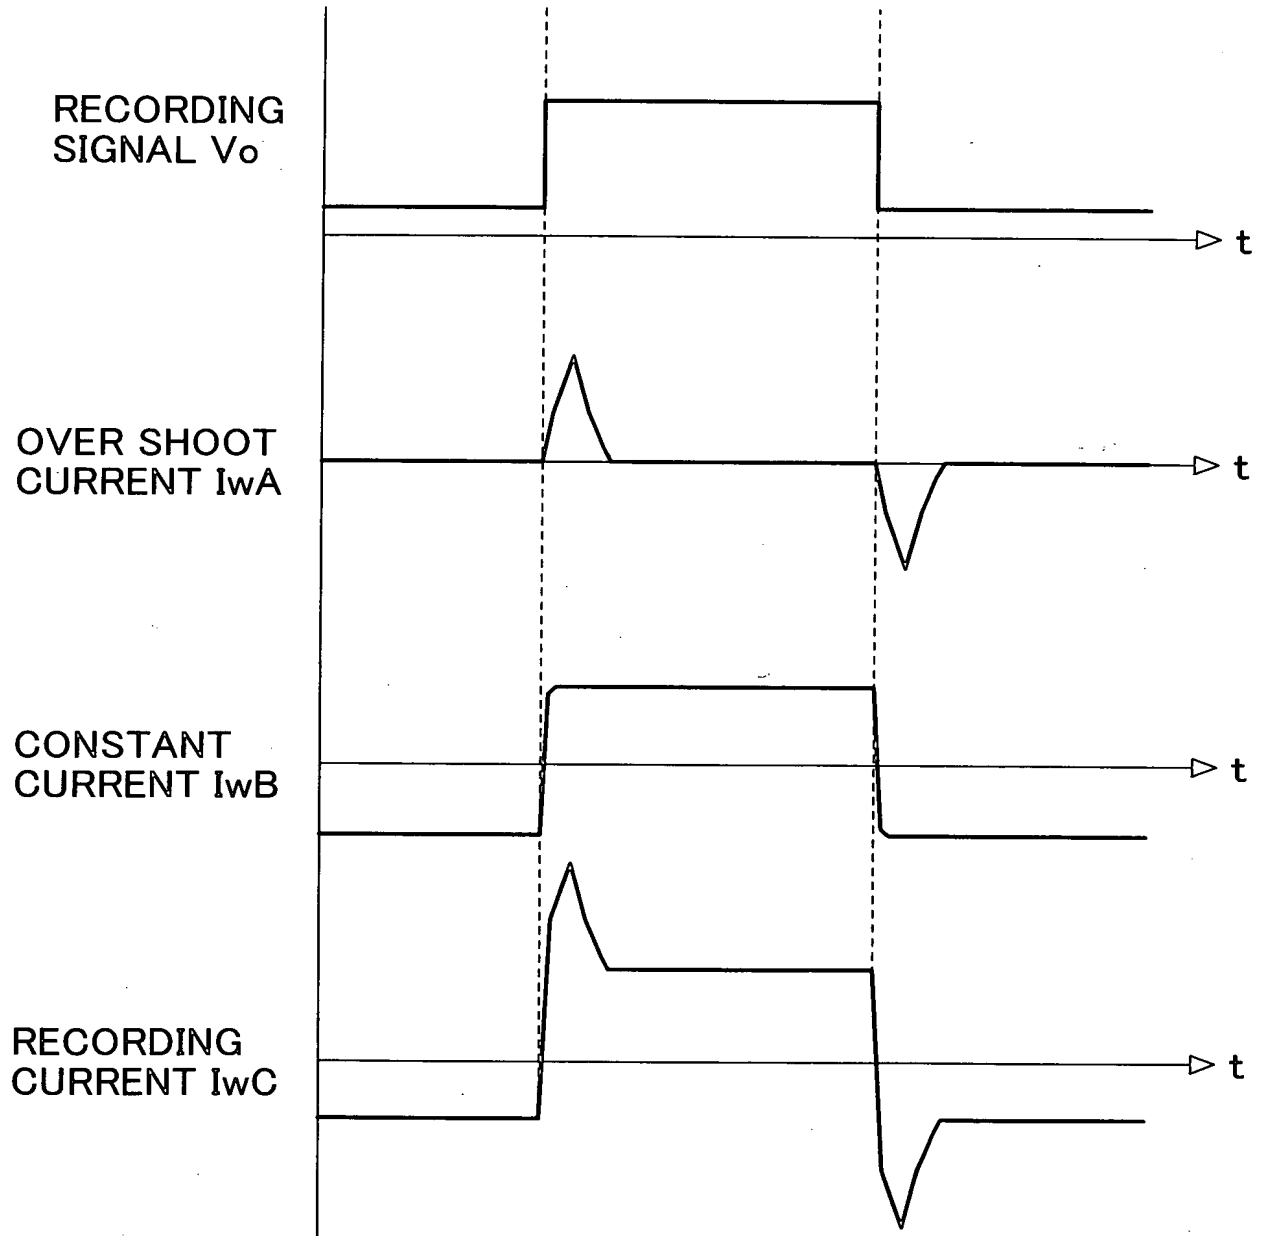 RECORDING
SIGNAL Vo
t
OVER SHOOT
CURRENT IwA
t
CONSTANT
CURRENT IwB
t
RECORDING
CURRENT IwC
t